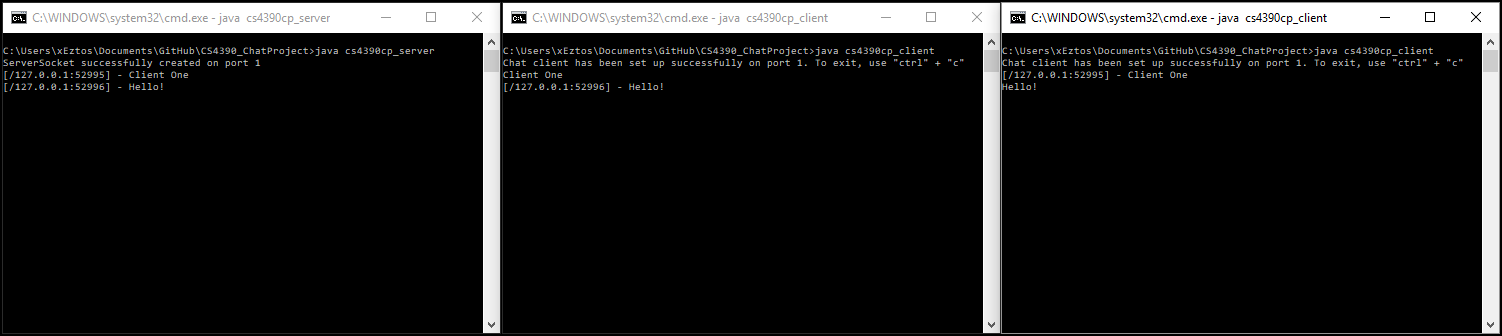 C:\WINDOWS\system32\cmd.exe - java  cs4390cp_server
C:\Users\xEztos\Documents\GitHub\CS4390_ChatProject>java cs4390cp_server
ServerSocket successfully created on port 1
[/127.0.0.1:52995] - Client One
[/127.0.0.1:52996] - Hello!
C:\WINDOWS\system32\cmd.exe - java  cs4390cp_client
C:\Users\xEztos\Documents\GitHub\CS4390_ChatProject>java cs4390cp_client
Chat client has been set up successfully on port 1. To exit, use "ctrl" + "c"
Client One
[/127.0.0.1:52996] - Hello!
C:\WINDOWS\system32\cmd.exe - java  cs4390cp_client
C:\Users\xEztos\Documents\GitHub\CS4390_ChatProject>java cs4390cp_client
Chat client has been set up successfully on port 1. To exit, use "ctrl" + "c"
[/127.0.0.1:52995] - Client One
Hello!